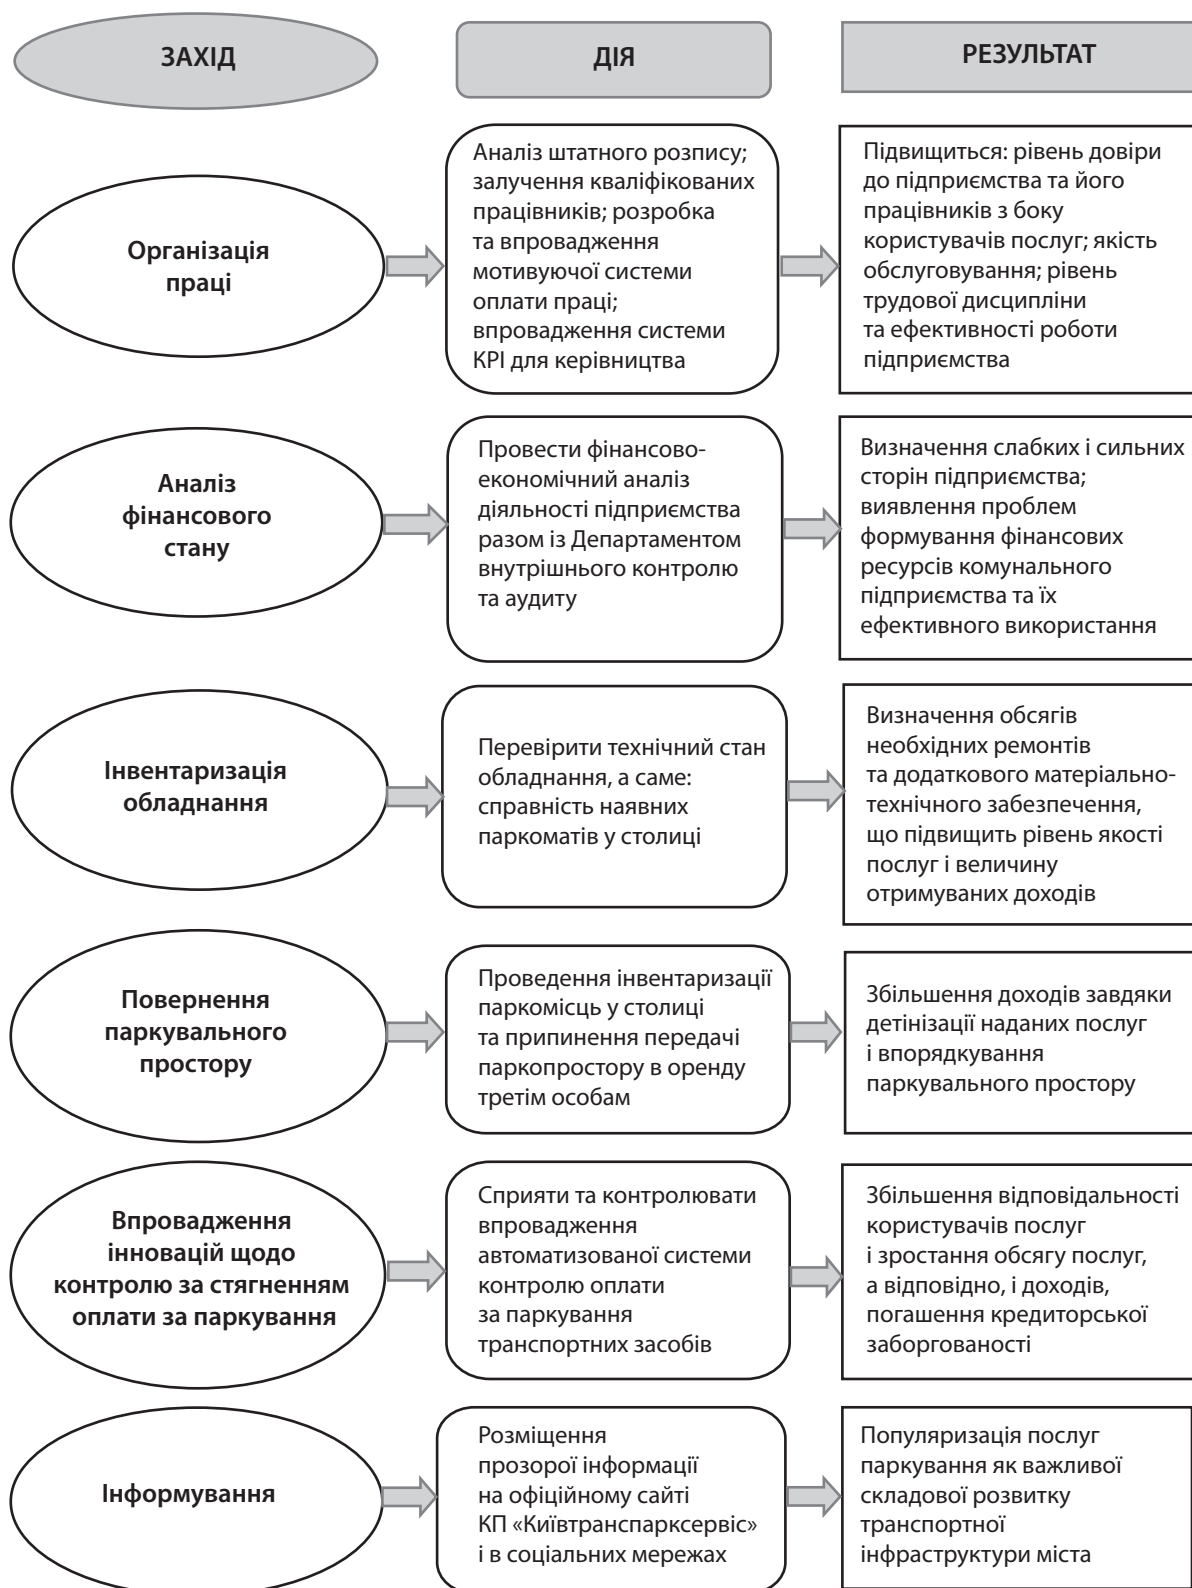 ЗАХІД
ДІЯ
РЕЗУЛЬТАТ
Організація
праці
Аналіз штатного розпису;
залучення кваліфікованих
працівників; розробка
та впровадження
мотивуючої системи
оплати праці;
впровадження системи
KPI для керівництва
Підвищиться: рівень довіри
до підприємства та його
працівників з боку
користувачів послуг; якість
обслуговування; рівень
трудової дисципліни
та ефективності роботи
підприємства
Аналіз
фінансового
стану
Провести фінансово-
економічний аналіз
діяльності підприємства
разом із Департаментом
внутрішнього контролю
та аудиту
Визначення слабких і сильних
сторін підприємства;
виявлення проблем
формування фінансових
ресурсів комунального
підприємства та їх
ефективного використання
Інвентаризація
обладнання
Перевірити технічний стан
обладнання, а саме:
справність наявних
паркоматів у столиці
Визначення обсягів
необхідних ремонтів
та додаткового матеріально-
технічного забезпечення,
що підвищить рівень якості
послуг і величину
отримуваних доходів
Повернення
паркувального
простору
Проведення інвентаризації
паркомісць у столиці
та припинення передачі
паркопростору в оренду
третім особам
Збільшення доходів завдяки
детінізації наданих послуг
і впорядкування
паркувального простору
Впровадження
інновацій щодо
контролю за стягненням
оплати за паркування
Сприяти та контролювати
впровадження
автоматизованої системи
контролю оплати
за паркування
транспортних засобів
Збільшення відповідальності
користувачів послуг
і зростання обсягу послуг,
а відповідно, і доходів,
погашення кредиторської
заборгованості
Інформування
Розміщення
прозорої інформації
на офіційному сайті
КП «Київтранспарксервіс»
і в соціальних мережах
Популяризація послуг
паркування як важливої
складової розвитку
транспортної
інфраструктури міста